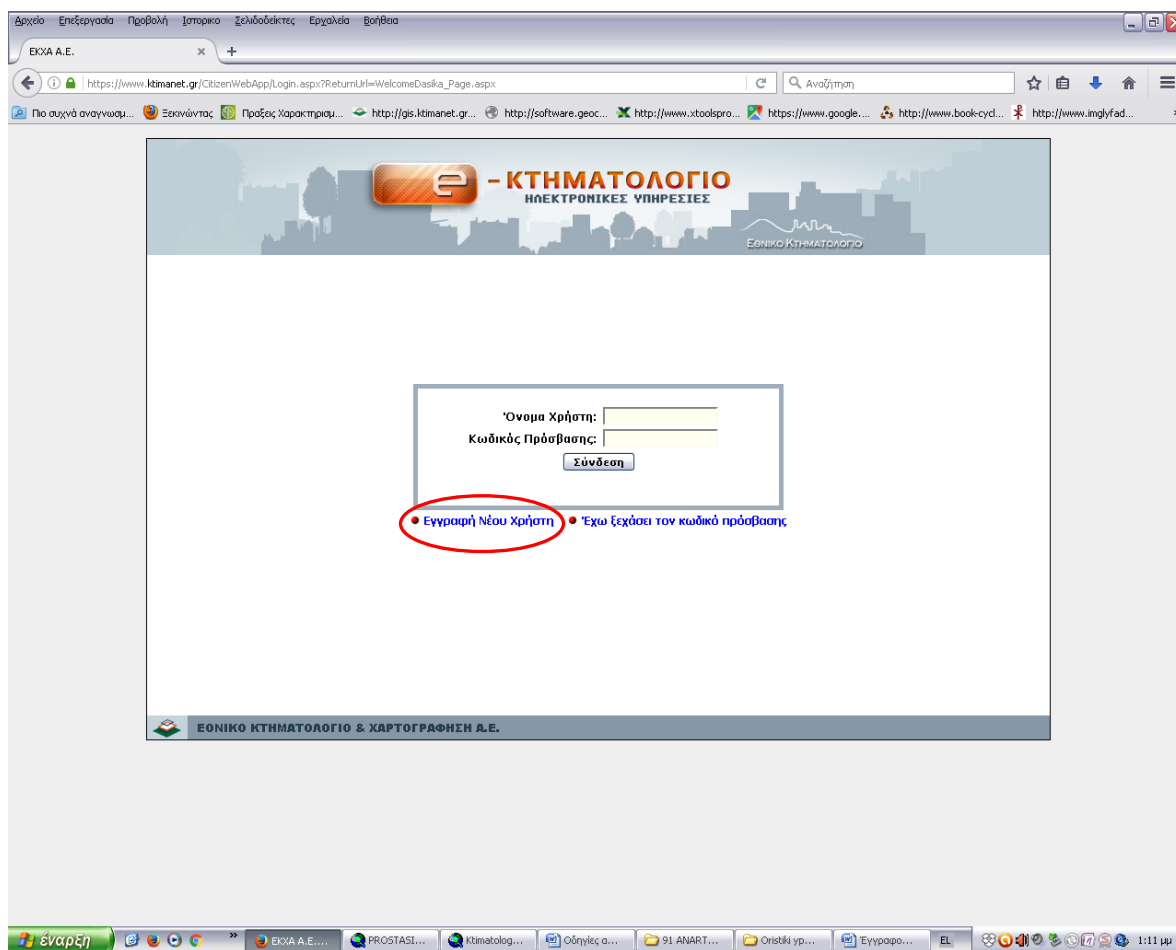 Αρχείο Επεξεργασία Προβολή Ιστορικο Σελιδοδείκτες Εργαλεία Βοήθεια
ΕΚΧΑ Α.Ε.
https://www.ktimanet.gr/CitizenWebApp/Login.aspx?ReturnUrl=WelcomeDasika_Page.aspx Αναζήτηση
Πιο συχνά αναγνωσμ... Ξεκινώντας Πράξεις Χαρακτηρισμ... http://gis.ktimanet.gr... http://software.geoc... http://www.xtoolspro... https://www.google.... http://www.book-cycl... http://www.imglyfad...
e - ΚΤΗΜΑΤΟΛΟΓΙΟ
ΗΛΕΚΤΡΟΝΙΚΕΣ ΥΠΗΡΕΣΙΕΣ
ΕΘΝΙΚΟ ΚΤΗΜΑΤΟΛΟΓΙΟ
Όνομα Χρήστη:
Κωδικός Πρόσβασης:
Σύνδεση
Εγγραφή Νέου Χρήστη Έχω ξεχάσει τον κωδικό πρόσβασης
ΕΘΝΙΚΟ ΚΤΗΜΑΤΟΛΟΓΙΟ & ΧΑΡΤΟΓΡΑΦΗΣΗ Α.Ε.
έναρξη » ΕΚΧΑ Α.Ε.... PROSTASI... Ktimatolog... Οδηγίες α... 91 ANART... Oristiki yp... Έγγραφο... EL 1:11 μμ